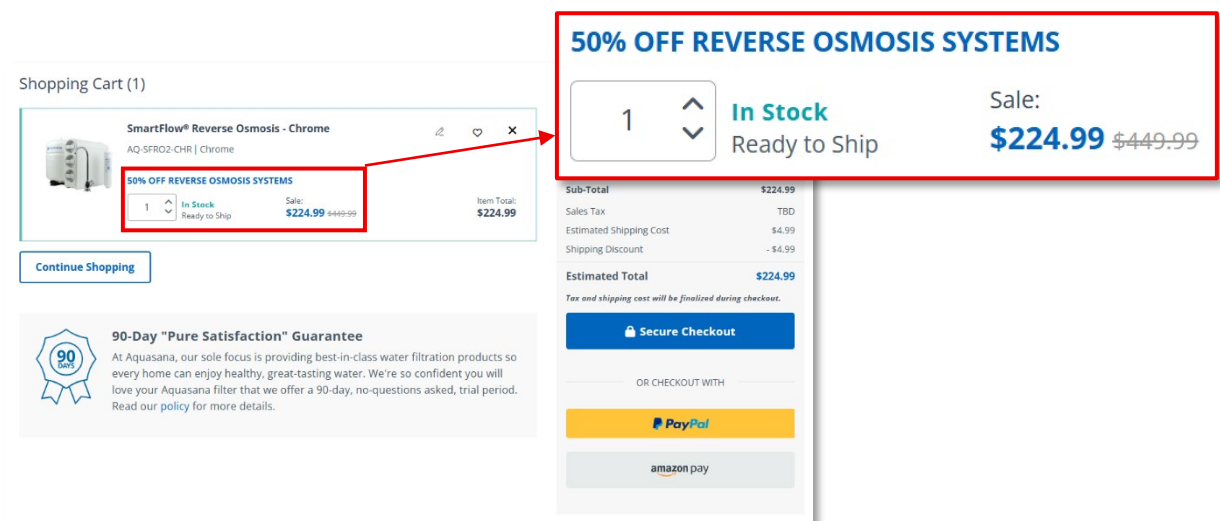 50% OFF REVERSE OSMOSIS SYSTEMS
1
In Stock
Ready to Ship
Sale:
$224.99 $449.99
Shopping Cart (1)
SmartFlow® Reverse Osmosis - Chrome
AQ-SFRO2-CHR | Chrome
50% OFF REVERSE OSMOSIS SYSTEMS
1
In Stock
Ready to Ship
Sale:
$224.99 $449.99
Item Total:
$224.99
Continue Shopping
90 DAYS
90-Day "Pure Satisfaction" Guarantee
At Aquasana, our sole focus is providing best-in-class water filtration products so
every home can enjoy healthy, great-tasting water. We're so confident you will
love your Aquasana filter that we offer a 90-day, no-questions asked, trial period.
Read our policy for more details.
Sub-Total $224.99
Sales Tax TBD
Estimated Shipping Cost $4.99
Shipping Discount - $4.99
Estimated Total $224.99
Tax and shipping cost will be finalized during checkout.
Secure Checkout
OR CHECKOUT WITH
PayPal
amazon pay